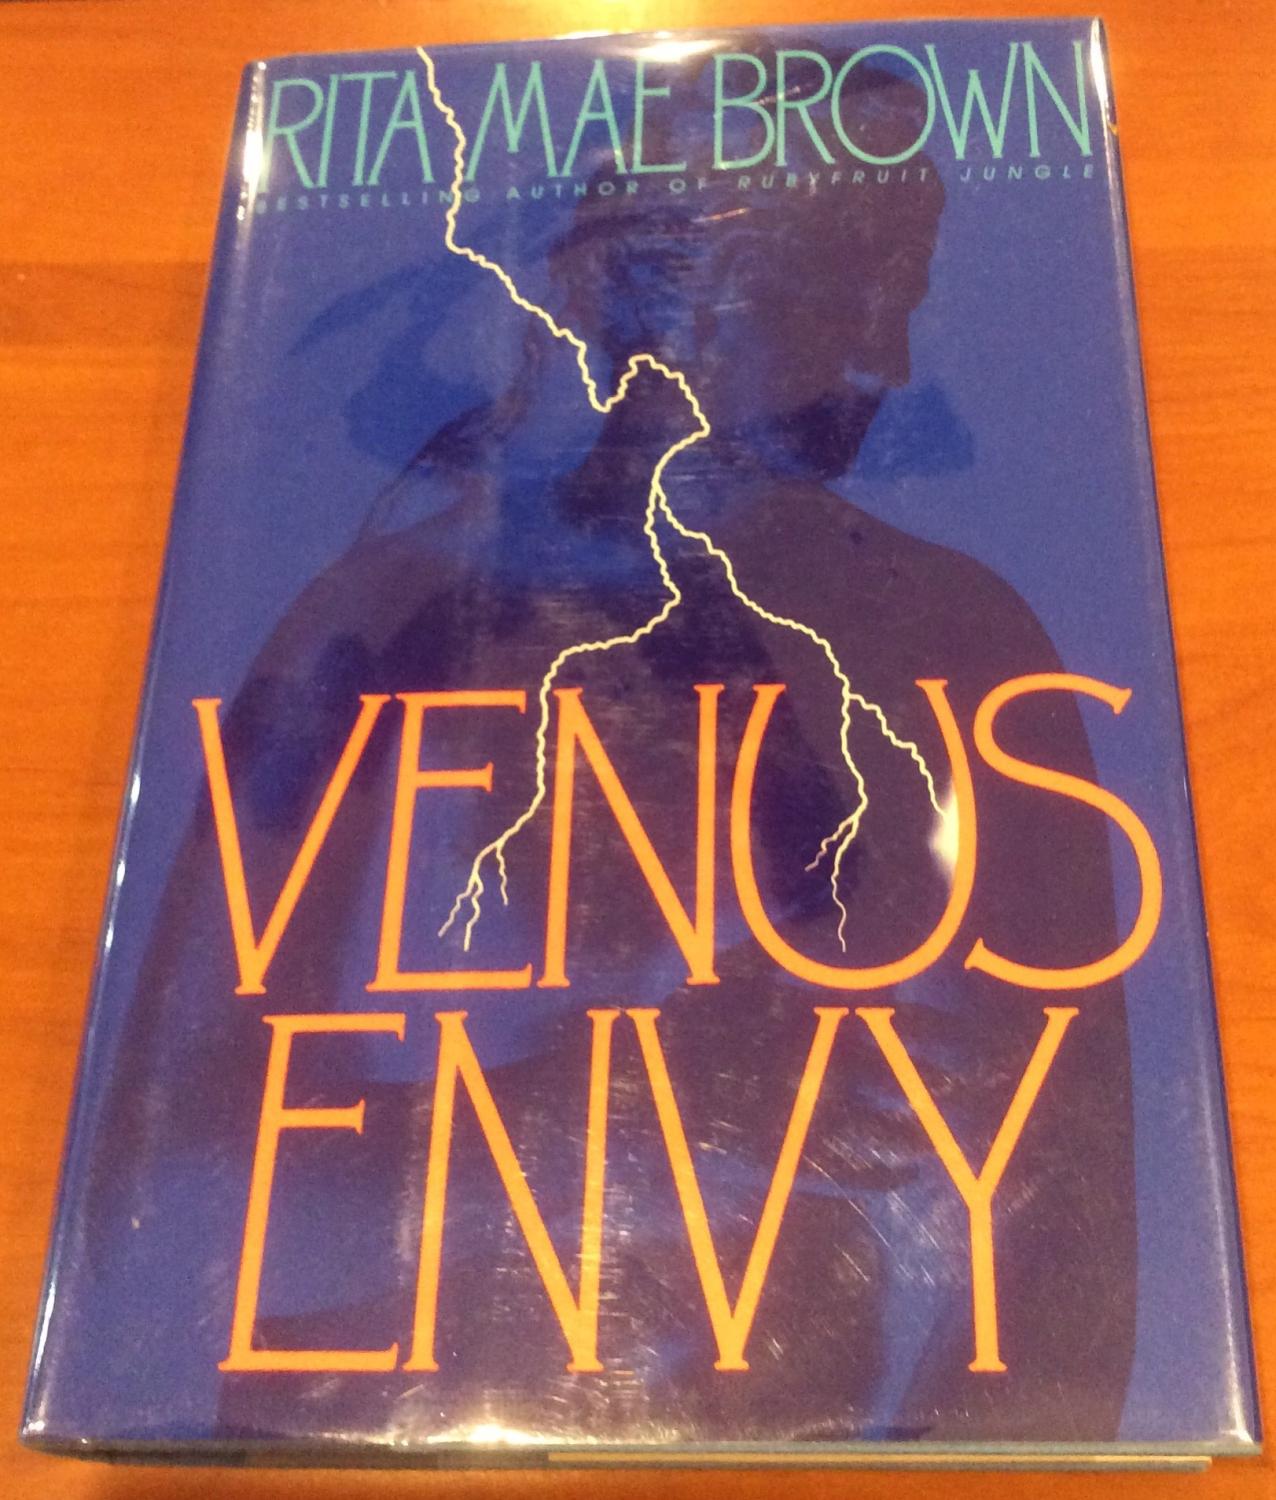 RITA MAE BROWN
BESTSELLING AUTHOR OF RUBYFRUIT JUNGLE
VENUS
ENVY